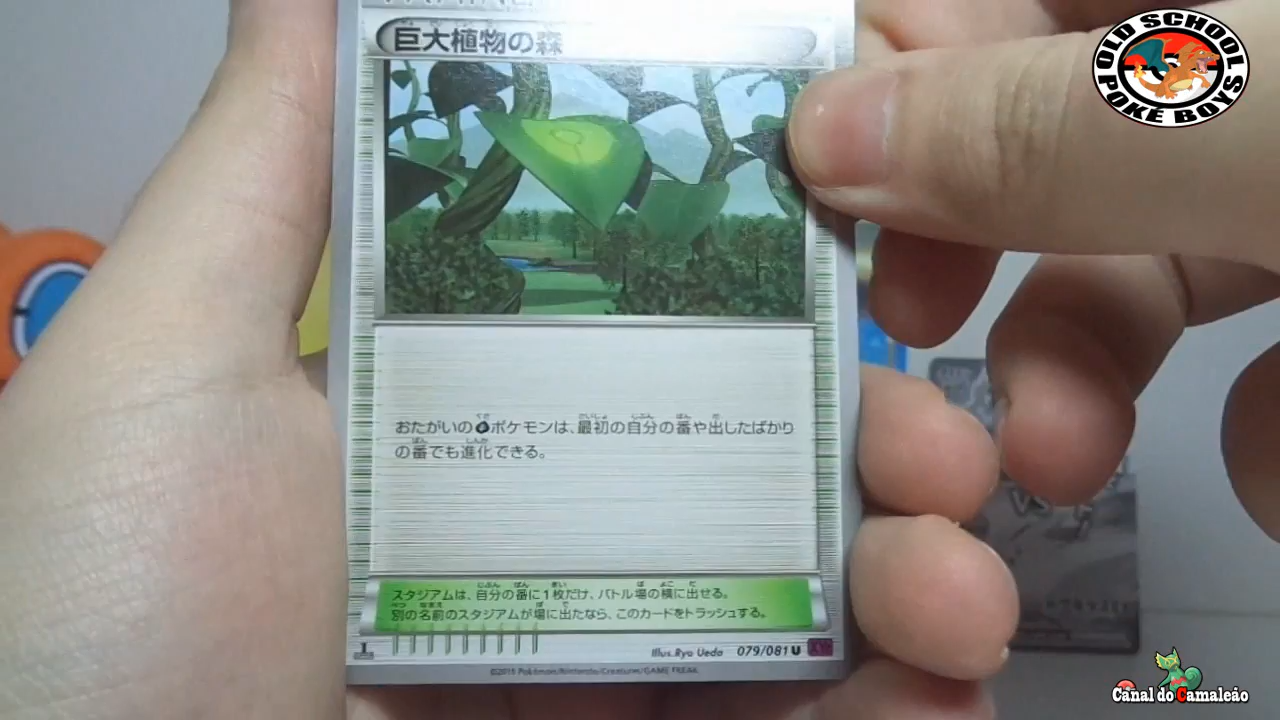 巨大植物の森
おたがいのポケモンは、最初の自分の番や出したばかり
の番でも進化できる。
スタジアムは、自分の番に1枚だけ、バトル場の横に出せる。
別の名前のスタジアムが場に出たなら、このカードをトラッシュする。
Illus. Ryo Ueda 079/081 U
©2015 Pokémon/Nintendo/Creatures/GAME FREAK
OLD SCHOOL
POKÉ BOYS
Canal do Camaleão